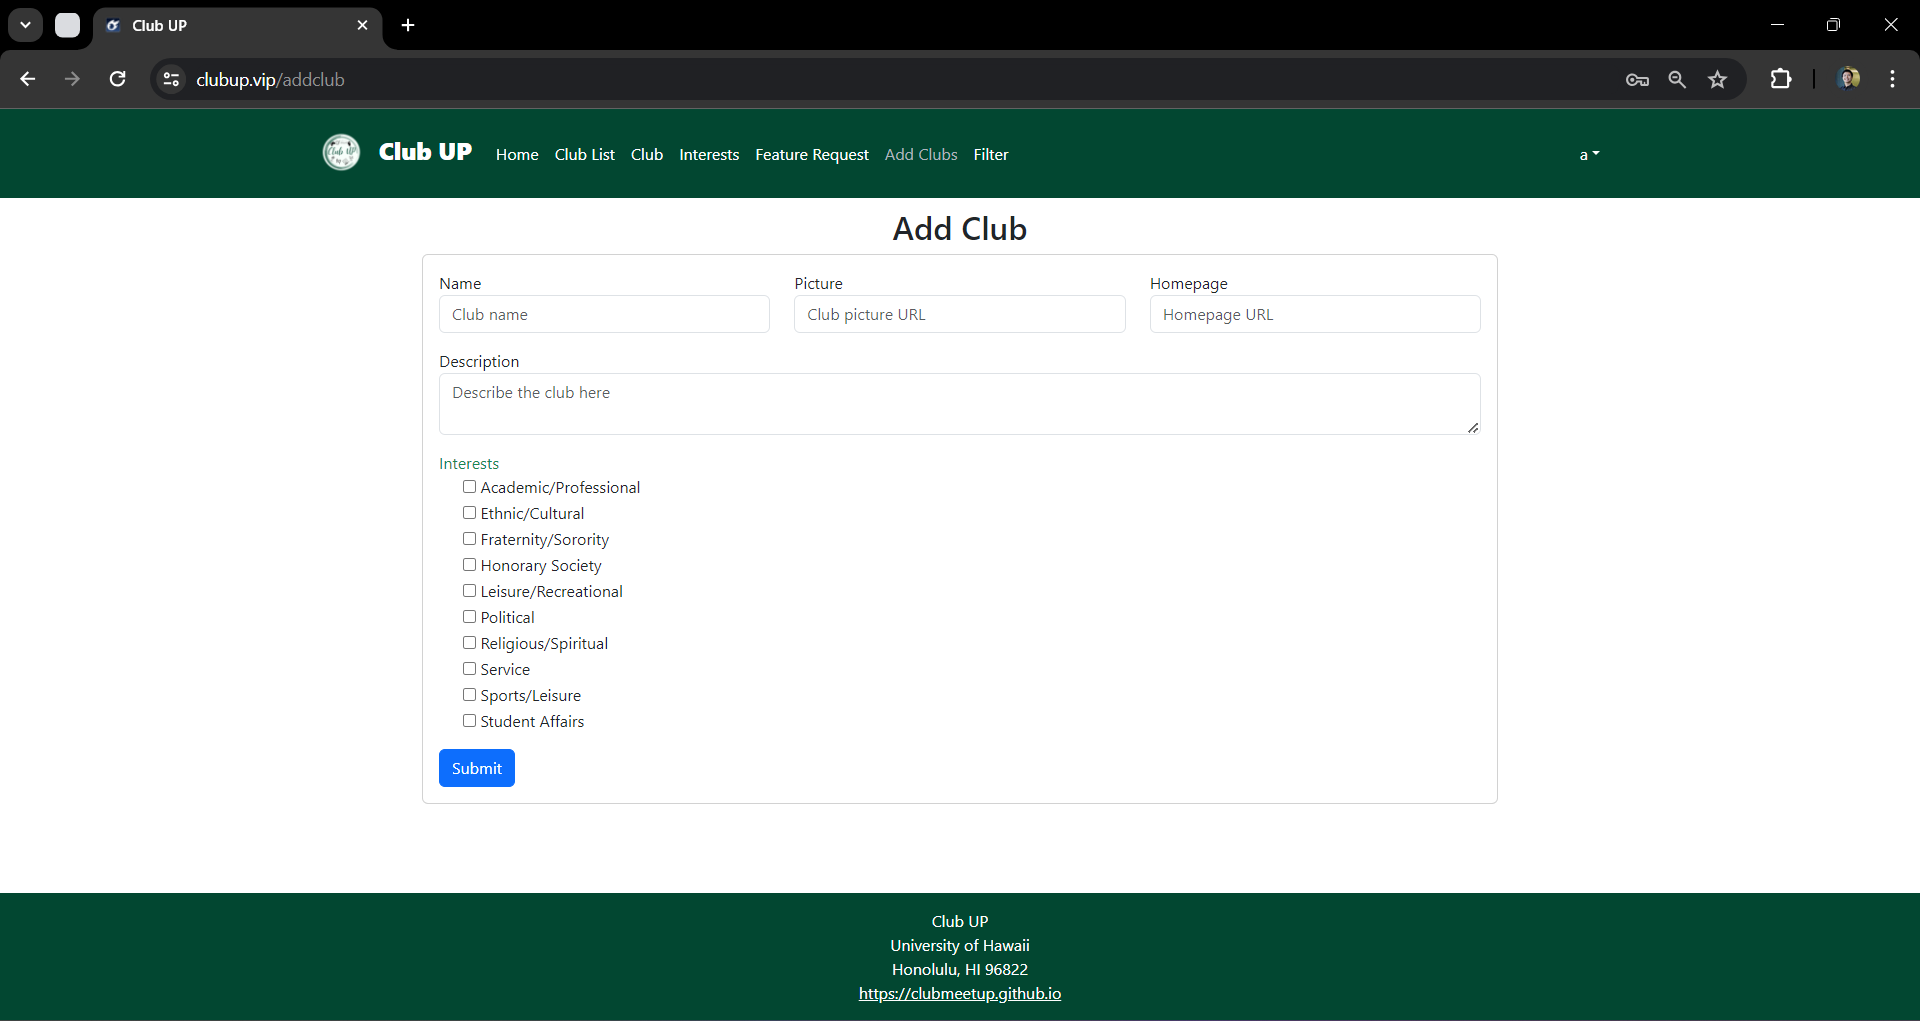 Club UP
clubup.vip/addclub
Club UP
Club UP Home Club List Club Interests Feature Request Add Clubs Filter a
Add Club
Name Picture Homepage
Club name Club picture URL Homepage URL
Description
Describe the club here
Interests
Academic/Professional
Ethnic/Cultural
Fraternity/Sorority
Honorary Society
Leisure/Recreational
Political
Religious/Spiritual
Service
Sports/Leisure
Student Affairs
Submit
Club UP
University of Hawaii
Honolulu, HI 96822
https://clubmeetup.github.io